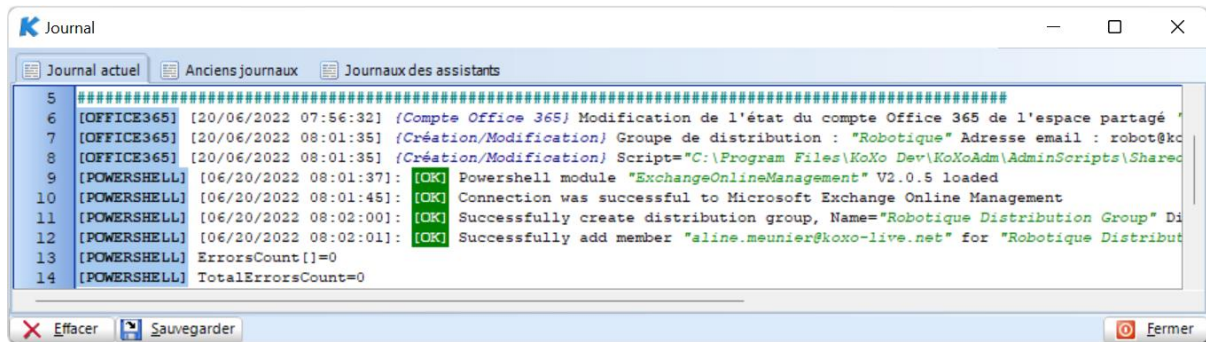 Journal
Journal actuel Anciens journaux Journaux des assistants
5 ##############################################################################################
6 [OFFICE365] [20/06/2022 07:56:32] {Compte Office 365} Modification de l'état du compte Office 365 de l'espace partagé "
7 [OFFICE365] [20/06/2022 08:01:35] {Création/Modification} Groupe de distribution : "Robotique" Adresse email : robot@ko
8 [OFFICE365] [20/06/2022 08:01:35] {Création/Modification} Script="C:\Program Files\KoXo Dev\KoXoAdm\AdminScripts\Shared
9 [POWERSHELL] [06/20/2022 08:01:37]: [OK] Powershell module "ExchangeOnlineManagement" V2.0.5 loaded
10 [POWERSHELL] [06/20/2022 08:01:45]: [OK] Connection was successful to Microsoft Exchange Online Management
11 [POWERSHELL] [06/20/2022 08:02:00]: [OK] Successfully create distribution group, Name="Robotique Distribution Group" Di
12 [POWERSHELL] [06/20/2022 08:02:01]: [OK] Successfully add member "aline.meunier@koxo-live.net" for "Robotique Distribut
13 [POWERSHELL] ErrorsCount[]=0
14 [POWERSHELL] TotalErrorsCount=0
Effacer Sauvegarder Fermer